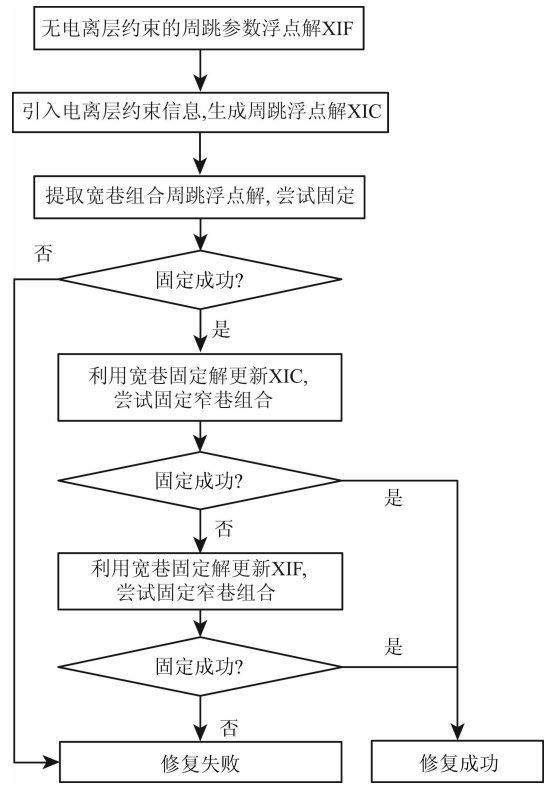 无电离层约束的周跳参数浮点解XIF
引入电离层约束信息,生成周跳浮点解XIC
提取宽巷组合周跳浮点解, 尝试固定
否
固定成功?
是
利用宽巷固定解更新XIC,
尝试固定窄巷组合
固定成功?
是
否
利用宽巷固定解更新XIF,
尝试固定窄巷组合
固定成功?
是
否
修复失败
修复成功